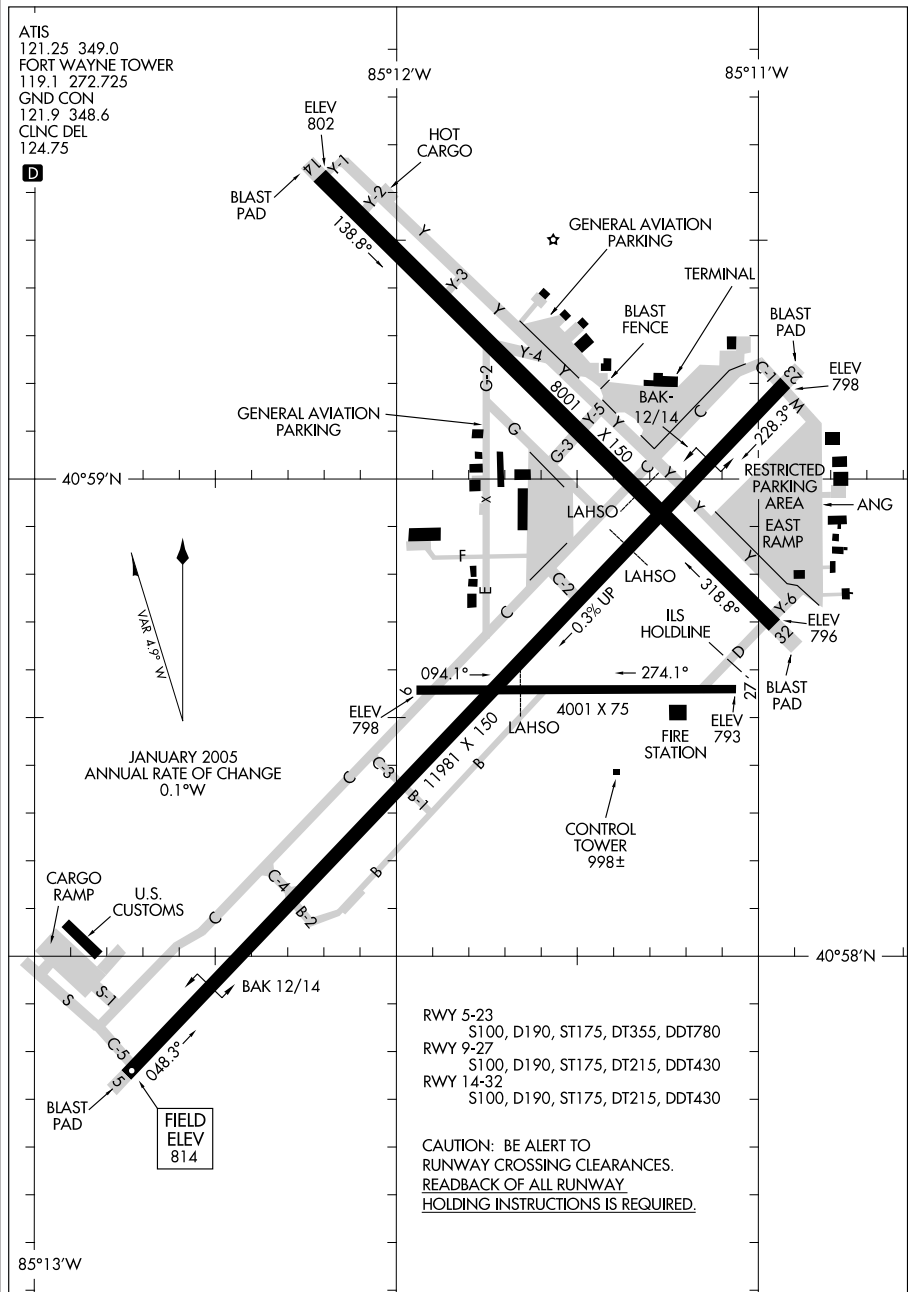 ATIS
121.25 349.0
FORT WAYNE TOWER
119.1 272.725
GND CON
121.9 348.6
CLNC DEL
124.75
D
85°12'W
85°11'W
ELEV
802
HOT
CARGO
14
Y-1
BLAST
PAD
Y-2
Y
138.8°
GENERAL AVIATION
PARKING
Y-3
TERMINAL
Y
BLAST
FENCE
BLAST
PAD
Y-4
Y
C-1
23
ELEV
798
G-2
8001 X 150
BAK-
12/14
W
C
Y-5
Y
GENERAL AVIATION
PARKING
G
G-3
228.3°
C
Y
40°59'N
RESTRICTED
PARKING
AREA
ANG
x
LAHSO
Y
EAST
RAMP
F
LAHSO
Y
C-2
E
C
318.8°
0.3% UP
Y-6
VAR 4.9° W
ILS
HOLDLINE
ELEV
796
32
D
094.1°
274.1°
BLAST
PAD
9
27
ELEV
798
4001 X 75
LAHSO
ELEV
793
FIRE
STATION
JANUARY 2005
ANNUAL RATE OF CHANGE
0.1°W
11981 X 150
C
C-3
B
B-1
CONTROL
TOWER
998±
CARGO
RAMP
U.S.
CUSTOMS
C-4
B
C
B-2
40°58'N
S
S-1
BAK 12/14
C-5
048.3°
5
BLAST
PAD
FIELD
ELEV
814
RWY 5-23
S100, D190, ST175, DT355, DDT780
RWY 9-27
S100, D190, ST175, DT215, DDT430
RWY 14-32
S100, D190, ST175, DT215, DDT430
CAUTION: BE ALERT TO
RUNWAY CROSSING CLEARANCES.
READBACK OF ALL RUNWAY
HOLDING INSTRUCTIONS IS REQUIRED.
85°13'W